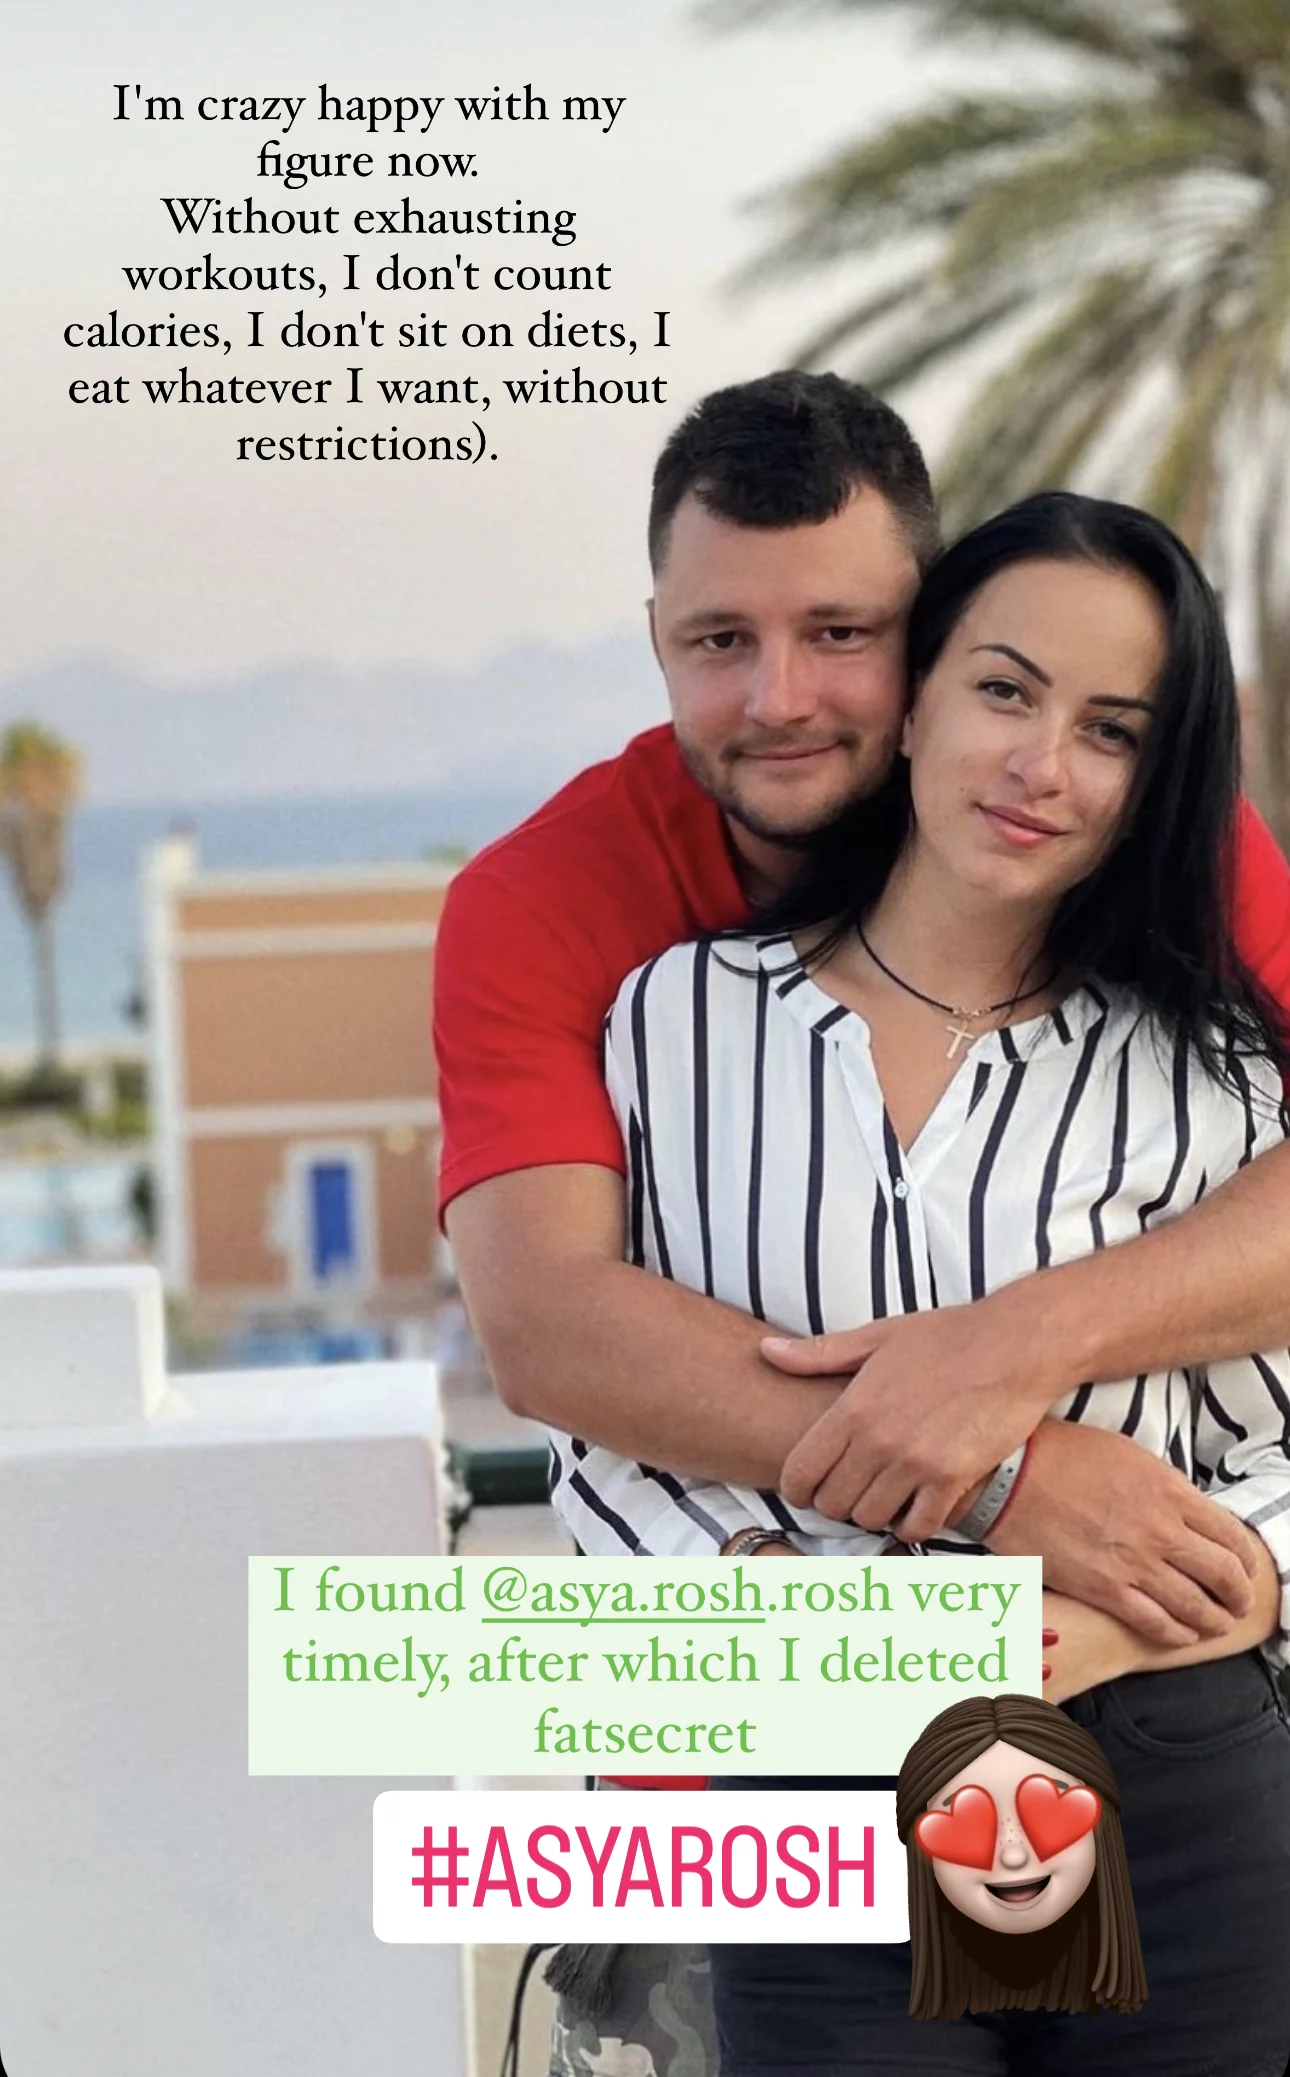 I'm crazy happy with my
figure now.
Without exhausting
workouts, I don't count
calories, I don't sit on diets, I
eat whatever I want, without
restrictions).
I found @asya.rosh.rosh very
timely, after which I deleted
fatsecret
#ASYAROSH